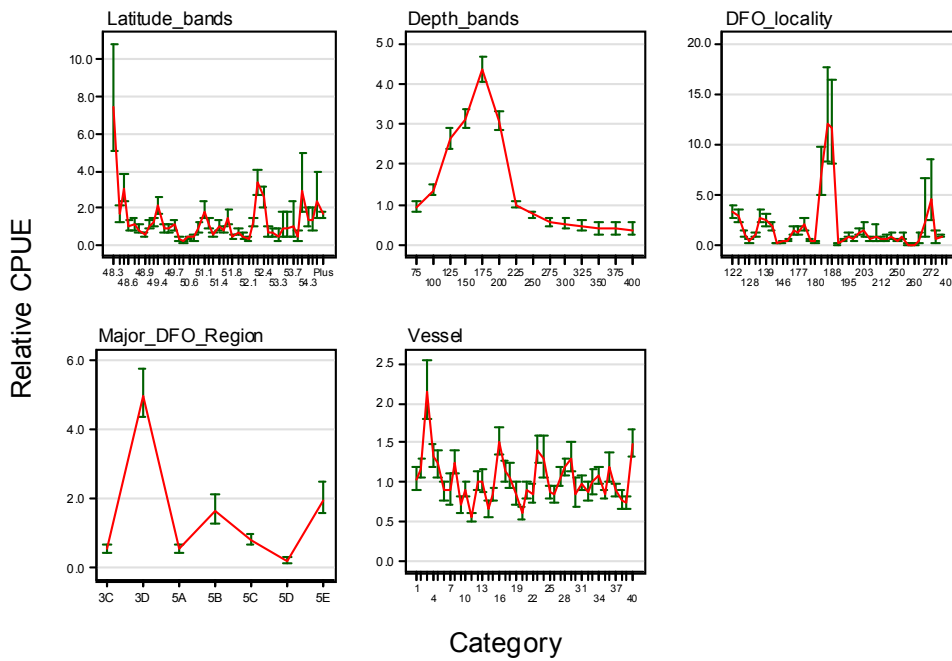 Latitude_bands
10.0
8.0
6.0
4.0
2.0
0.0
48.3 48.9 49.7 51.1 51.8 52.4 53.7 Plus
48.6 49.4 50.6 51.4 52.1 53.3 54.3
Depth_bands
5.0
4.0
3.0
2.0
1.0
0.0
75 125 175 225 275 325 375
100 150 200 250 300 350 400
DFO_locality
20.0
15.0
10.0
5.0
0.0
122 139 177 188 203 250 272
128 146 180 195 212 260 40
Relative CPUE
Major_DFO_Region
6.0
4.0
2.0
0.0
3C 3D 5A 5B 5C 5D 5E
Vessel
2.5
2.0
1.5
1.0
0.5
0.0
1 7 13 19 25 31 37
4 10 16 22 28 34 40
Category